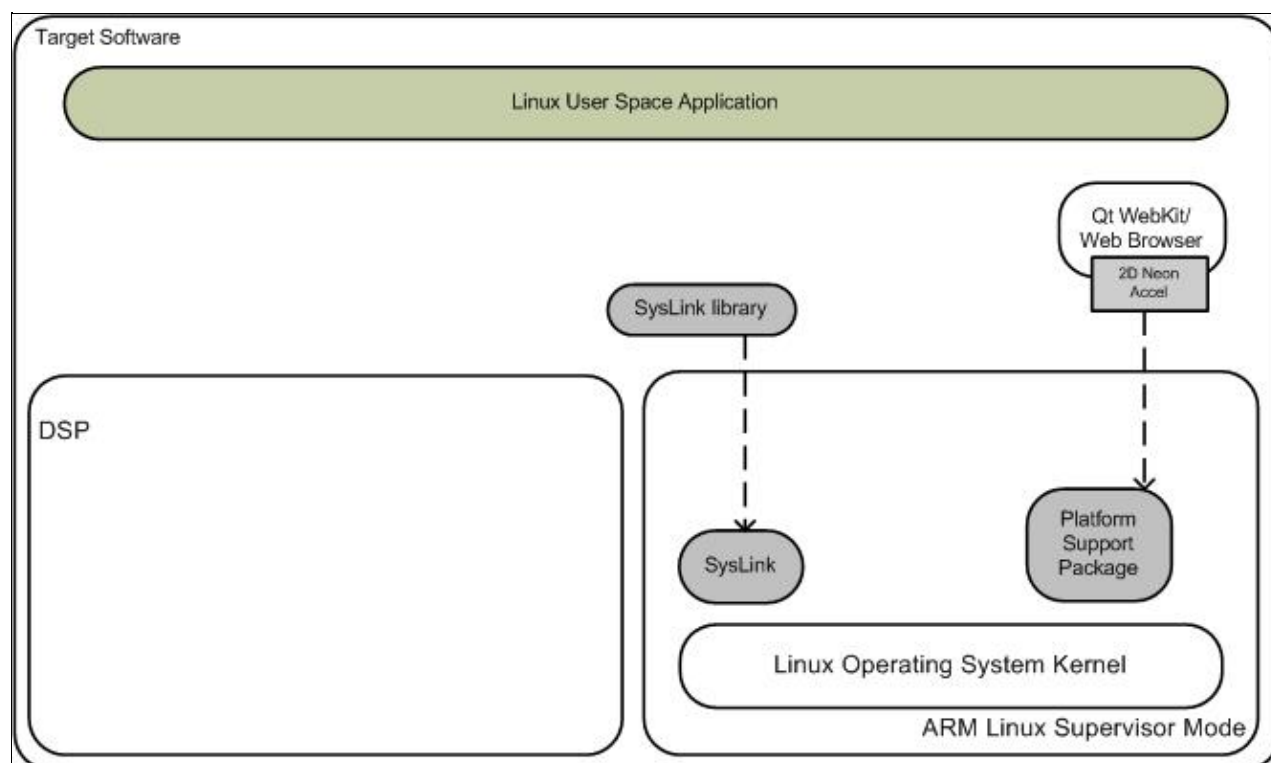 Target Software
Linux User Space Application
Qt WebKit/
Web Browser
2D Neon
Accel
SysLink library
DSP
Platform
Support
Package
SysLink
Linux Operating System Kernel
ARM Linux Supervisor Mode